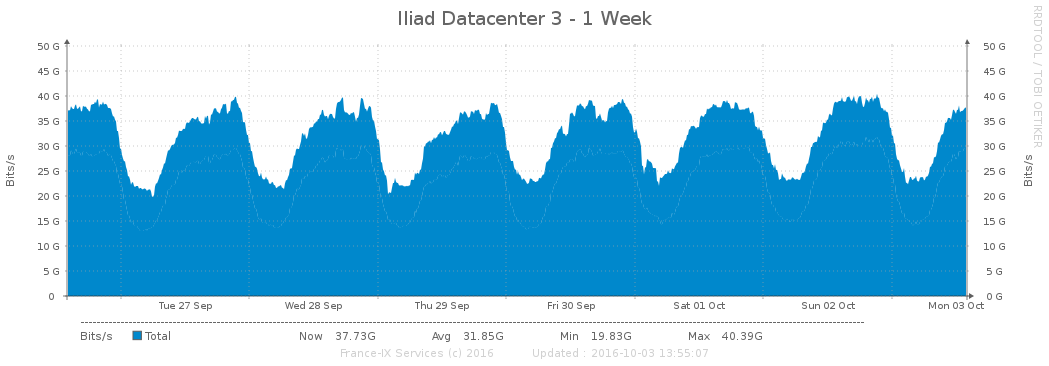 Iliad Datacenter 3 - 1 Week
RRDTOOL / TOBI OETIKER
Bits/s
50 G 50 G
45 G 45 G
40 G 40 G
35 G 35 G
30 G 30 G
25 G 25 G
20 G 20 G
15 G 15 G
10 G 10 G
5 G 5 G
0 0 G
Bits/s
Tue 27 Sep Wed 28 Sep Thu 29 Sep Fri 30 Sep Sat 01 Oct Sun 02 Oct Mon 03 Oct
Bits/s Total Now 37.73G Avg 31.85G Min 19.83G Max 40.39G
France-IX Services (c) 2016 Updated : 2016-10-03 13:55:07